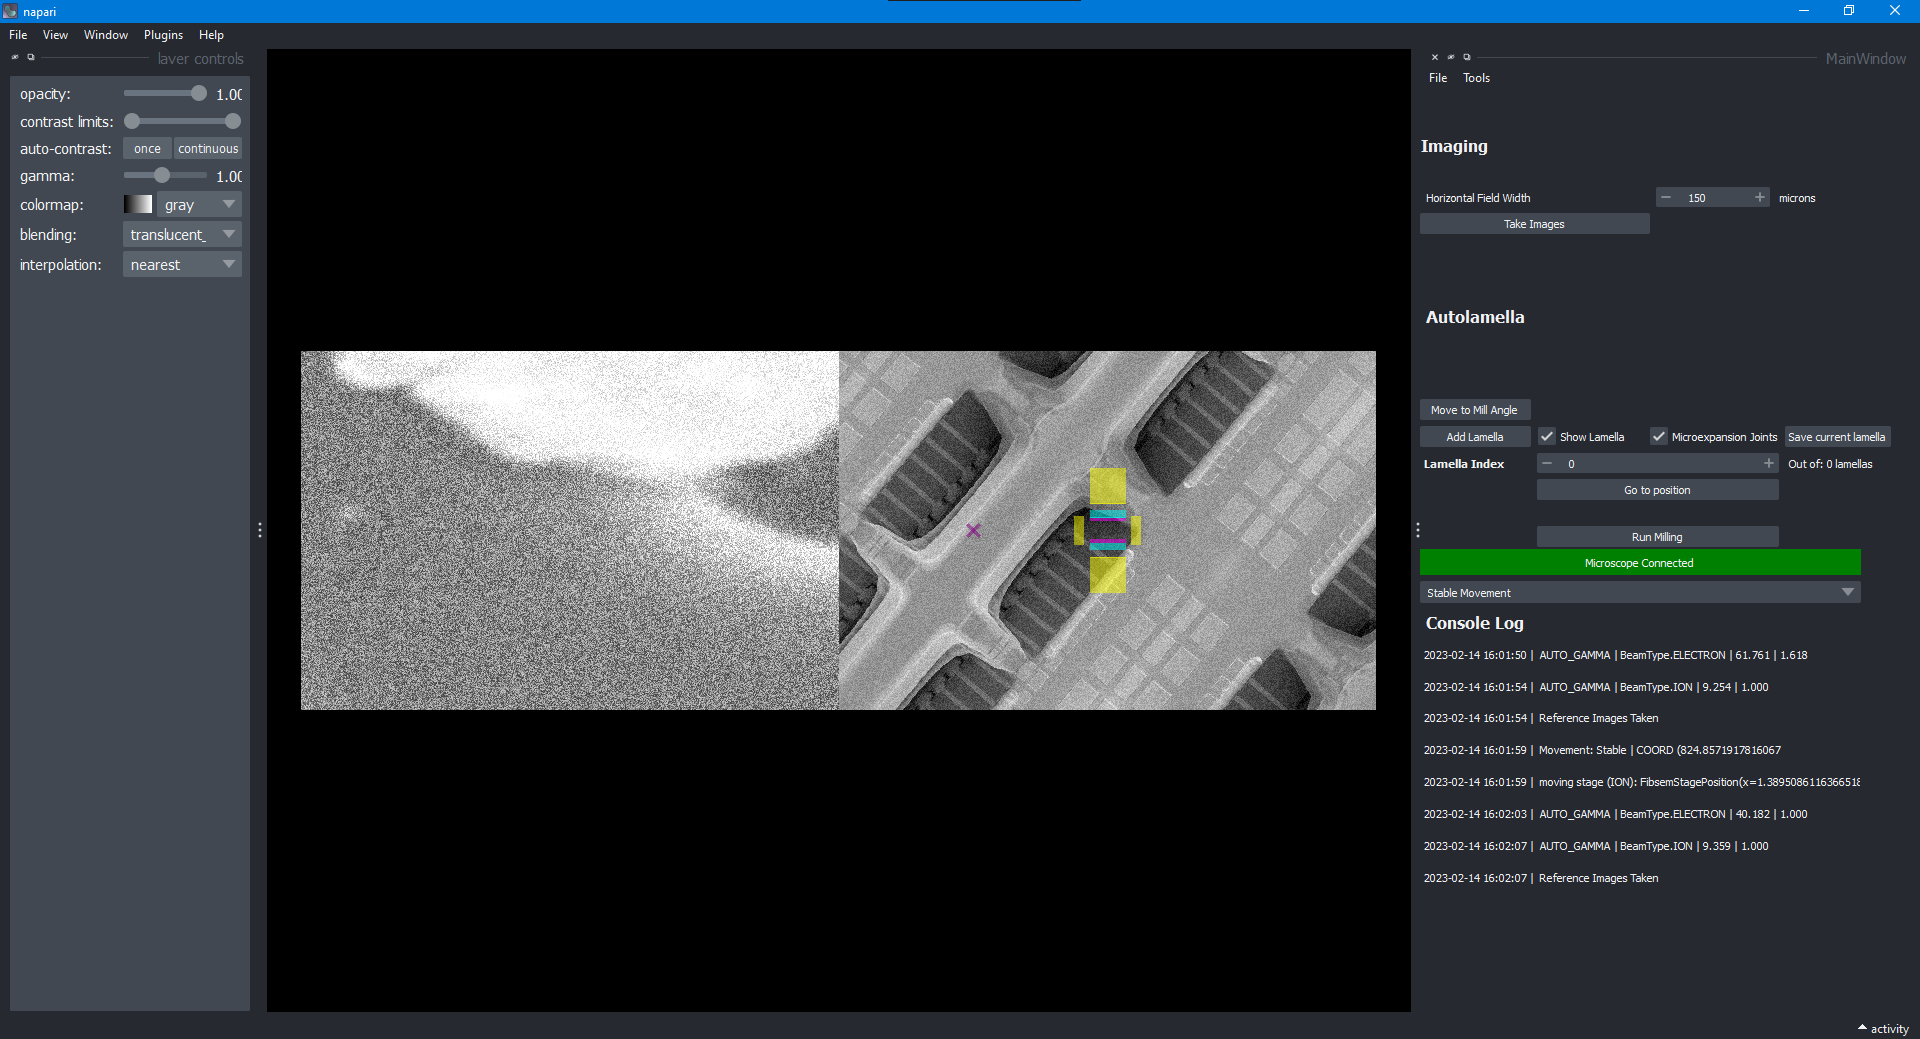 napari
File View Window Plugins Help
layer controls
opacity: 1.00
contrast limits:
auto-contrast: once continuous
gamma: 1.00
colormap: gray
blending: translucent_
interpolation: nearest
MainWindow
File Tools
Imaging
Horizontal Field Width 150 microns
Take Images
Autolamella
Move to Mill Angle
Add Lamella Show Lamella Microexpansion Joints Save current lamella
Lamella Index 0 Out of: 0 lamellas
Go to position
Run Milling
Microscope Connected
Stable Movement
Console Log
2023-02-14 16:01:50 | AUTO_GAMMA | BeamType.ELECTRON | 61.761 | 1.618
2023-02-14 16:01:54 | AUTO_GAMMA | BeamType.ION | 9.254 | 1.000
2023-02-14 16:01:54 | Reference Images Taken
2023-02-14 16:01:59 | Movement: Stable | COORD (824.8571917816067
2023-02-14 16:01:59 | moving stage (ION): FibsemStagePosition(x=1.3895086116366518
2023-02-14 16:02:03 | AUTO_GAMMA | BeamType.ELECTRON | 40.182 | 1.000
2023-02-14 16:02:07 | AUTO_GAMMA | BeamType.ION | 9.359 | 1.000
2023-02-14 16:02:07 | Reference Images Taken
activity